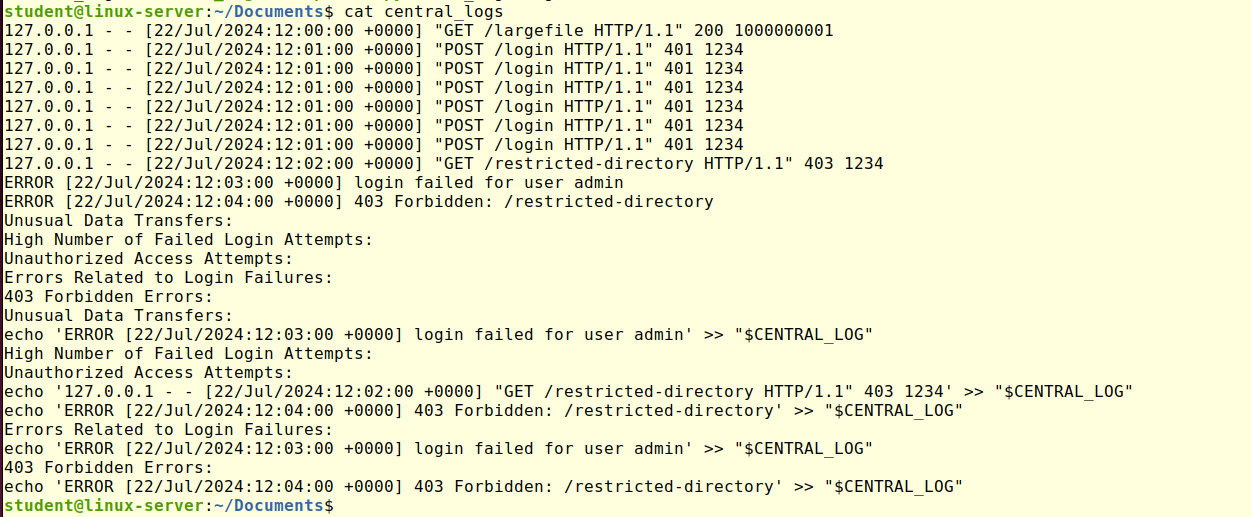 student@linux-server:~/Documents$ cat central_logs
127.0.0.1 - - [22/Jul/2024:12:00:00 +0000] "GET /largefile HTTP/1.1" 200 1000000001
127.0.0.1 - - [22/Jul/2024:12:01:00 +0000] "POST /login HTTP/1.1" 401 1234
127.0.0.1 - - [22/Jul/2024:12:01:00 +0000] "POST /login HTTP/1.1" 401 1234
127.0.0.1 - - [22/Jul/2024:12:01:00 +0000] "POST /login HTTP/1.1" 401 1234
127.0.0.1 - - [22/Jul/2024:12:01:00 +0000] "POST /login HTTP/1.1" 401 1234
127.0.0.1 - - [22/Jul/2024:12:01:00 +0000] "POST /login HTTP/1.1" 401 1234
127.0.0.1 - - [22/Jul/2024:12:01:00 +0000] "POST /login HTTP/1.1" 401 1234
127.0.0.1 - - [22/Jul/2024:12:02:00 +0000] "GET /restricted-directory HTTP/1.1" 403 1234
ERROR [22/Jul/2024:12:03:00 +0000] login failed for user admin
ERROR [22/Jul/2024:12:04:00 +0000] 403 Forbidden: /restricted-directory
Unusual Data Transfers:
High Number of Failed Login Attempts:
Unauthorized Access Attempts:
Errors Related to Login Failures:
403 Forbidden Errors:
Unusual Data Transfers:
echo 'ERROR [22/Jul/2024:12:03:00 +0000] login failed for user admin' >> "$CENTRAL_LOG"
High Number of Failed Login Attempts:
Unauthorized Access Attempts:
echo '127.0.0.1 - - [22/Jul/2024:12:02:00 +0000] "GET /restricted-directory HTTP/1.1" 403 1234' >> "$CENTRAL_LOG"
echo 'ERROR [22/Jul/2024:12:04:00 +0000] 403 Forbidden: /restricted-directory' >> "$CENTRAL_LOG"
Errors Related to Login Failures:
echo 'ERROR [22/Jul/2024:12:03:00 +0000] login failed for user admin' >> "$CENTRAL_LOG"
403 Forbidden Errors:
echo 'ERROR [22/Jul/2024:12:04:00 +0000] 403 Forbidden: /restricted-directory' >> "$CENTRAL_LOG"
student@linux-server:~/Documents$